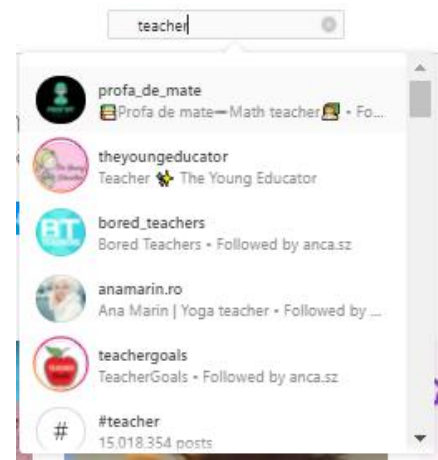 teacher
profa_de_mate
📒Profa de mate—Math teacher👩‍🏫 • Fo...
theyoungeducator
Teacher ✨ The Young Educator
BT
bored_teachers
Bored Teachers • Followed by anca.sz
anamarin.ro
Ana Marin | Yoga teacher • Followed by ...
teachergoals
TeacherGoals • Followed by anca.sz
#
#teacher
15,018,354 posts